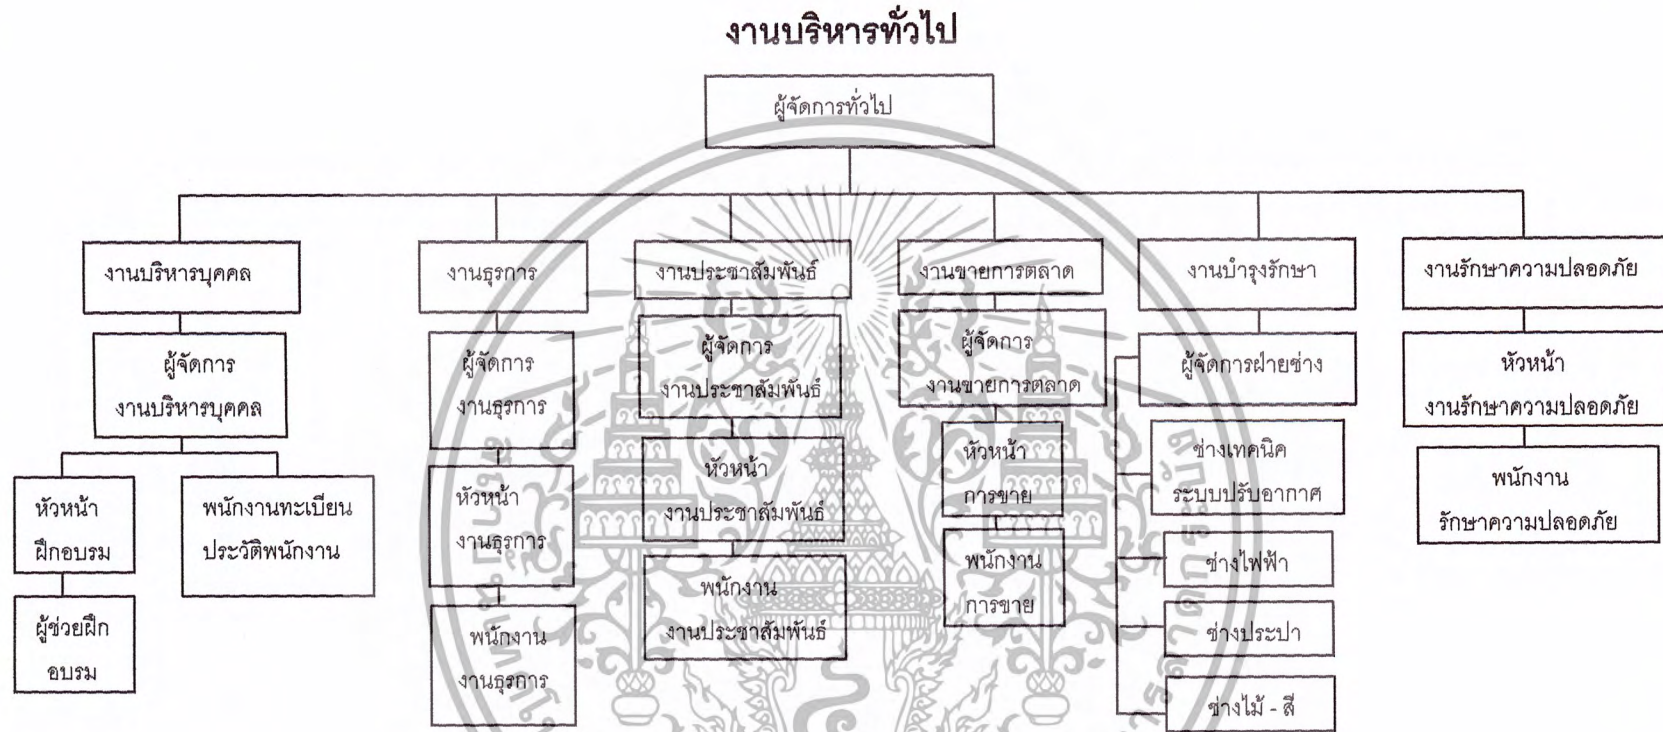 งานบริหารทั่วไป
ผู้จัดการทั่วไป
งานบริหารบุคคล
ผู้จัดการ
งานบริหารบุคคล
หัวหน้า
ฝึกอบรม
ผู้ช่วยฝึก
อบรม
พนักงานทะเบียน
ประวัติพนักงาน
งานธุรการ
ผู้จัดการ
งานธุรการ
หัวหน้า
งานธุรการ
พนักงาน
งานธุรการ
งานประชาสัมพันธ์
ผู้จัดการ
งานประชาสัมพันธ์
หัวหน้า
งานประชาสัมพันธ์
พนักงาน
งานประชาสัมพันธ์
งานขายการตลาด
ผู้จัดการ
งานขายการตลาด
หัวหน้า
การขาย
พนักงาน
การขาย
งานบำรุงรักษา
ผู้จัดการฝ่ายช่าง
ช่างเทคนิค
ระบบปรับอากาศ
ช่างไฟฟ้า
ช่างประปา
ช่างไม้ - สี
งานรักษาความปลอดภัย
หัวหน้า
งานรักษาความปลอดภัย
พนักงาน
รักษาความปลอดภัย